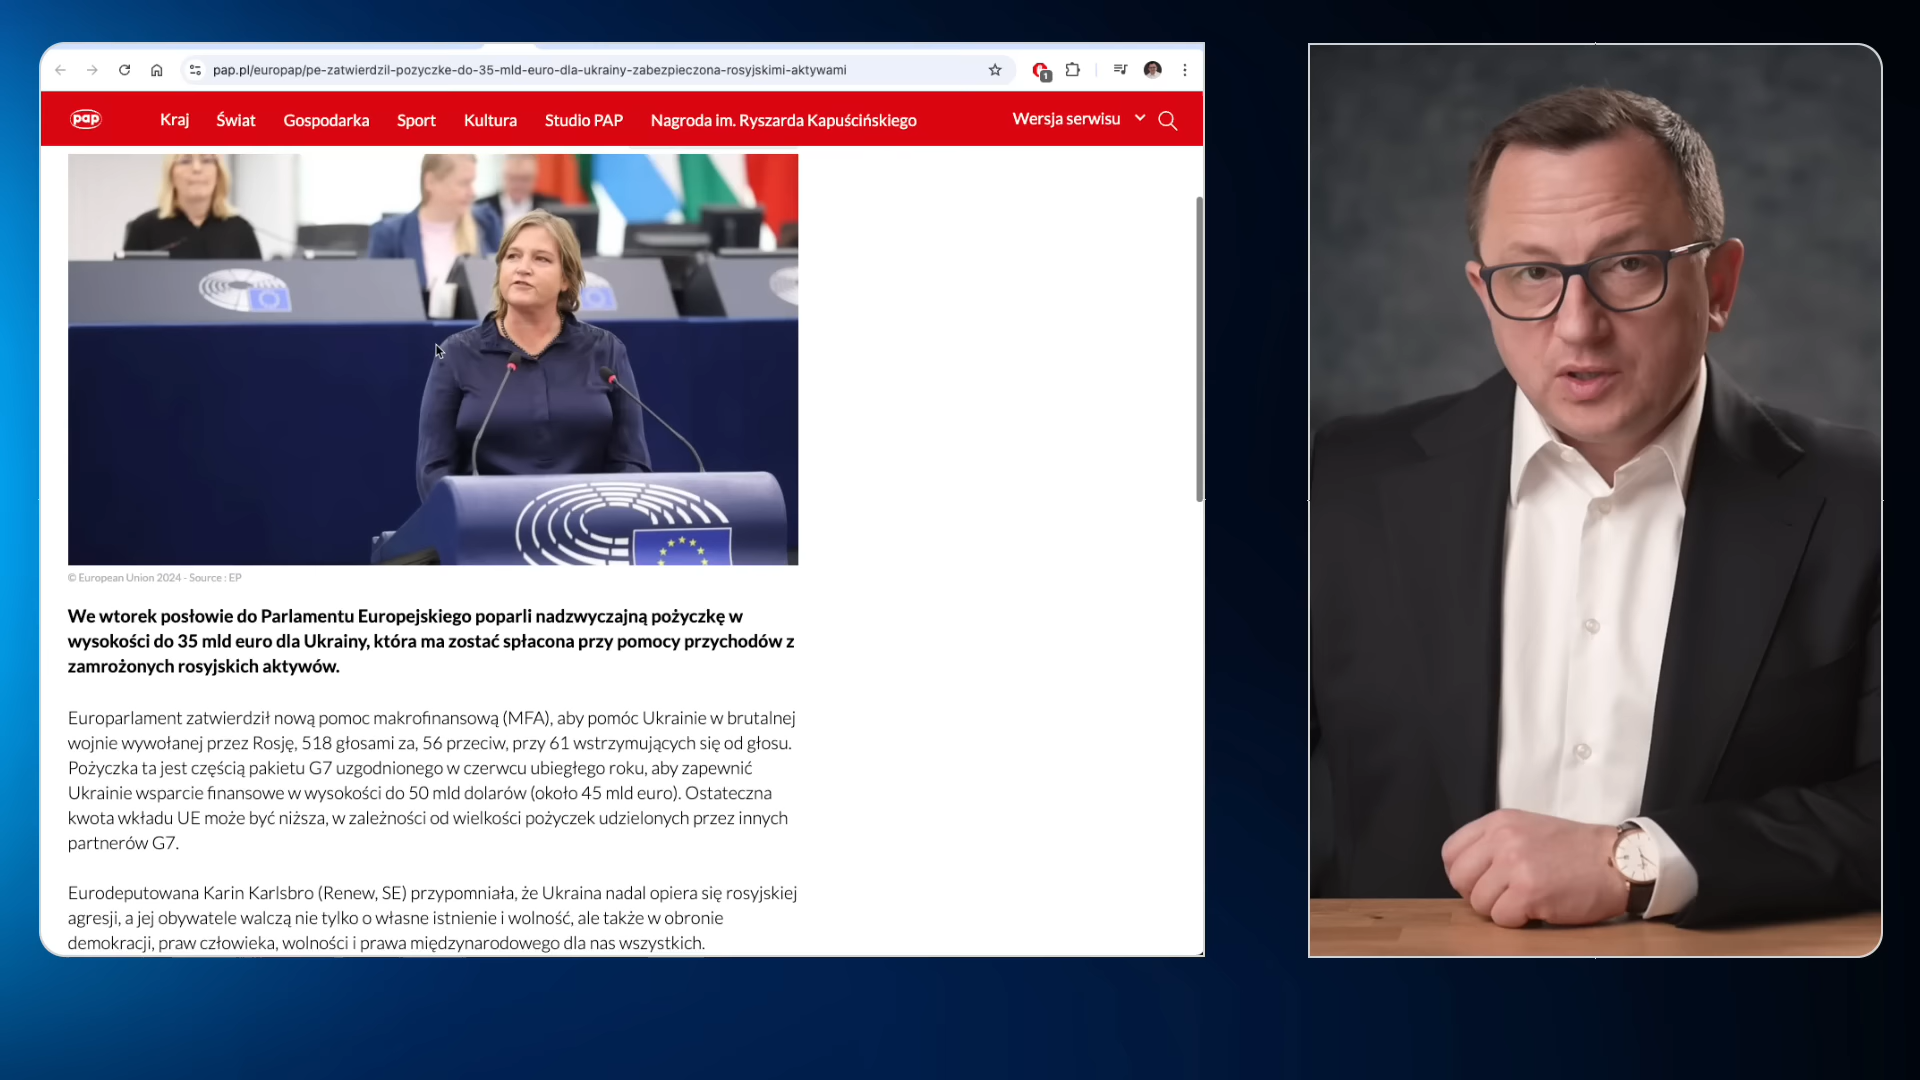 pap.pl/europap/pe-zatwierdzil-pozyczke-do-35-mld-euro-dla-ukrainy-zabezpieczona-rosyjskimi-aktywami
1
pap Kraj Świat Gospodarka Sport Kultura Studio PAP Nagroda im. Ryszarda Kapuścińskiego Wersja serwisu
© European Union 2024 - Source : EP
We wtorek posłowie do Parlamentu Europejskiego poparli nadzwyczajną pożyczkę w
wysokości do 35 mld euro dla Ukrainy, która ma zostać spłacona przy pomocy przychodów z
zamrożonych rosyjskich aktywów.
Europarlament zatwierdził nową pomoc makrofinansową (MFA), aby pomóc Ukrainie w brutalnej
wojnie wywołanej przez Rosję, 518 głosami za, 56 przeciw, przy 61 wstrzymujących się od głosu.
Pożyczka ta jest częścią pakietu G7 uzgodnionego w czerwcu ubiegłego roku, aby zapewnić
Ukrainie wsparcie finansowe w wysokości do 50 mld dolarów (około 45 mld euro). Ostateczna
kwota wkładu UE może być niższa, w zależności od wielkości pożyczek udzielonych przez innych
partnerów G7.
Eurodeputowana Karin Karlsbro (Renew, SE) przypomniała, że Ukraina nadal opiera się rosyjskiej
agresji, a jej obywatele walczą nie tylko o własne istnienie i wolność, ale także w obronie
demokracji, praw człowieka, wolności i prawa międzynarodowego dla nas wszystkich.